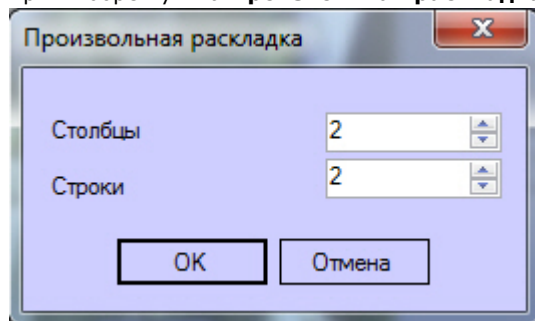 Произвольная раскладка
Столбцы 2
Строки 2
OK Отмена